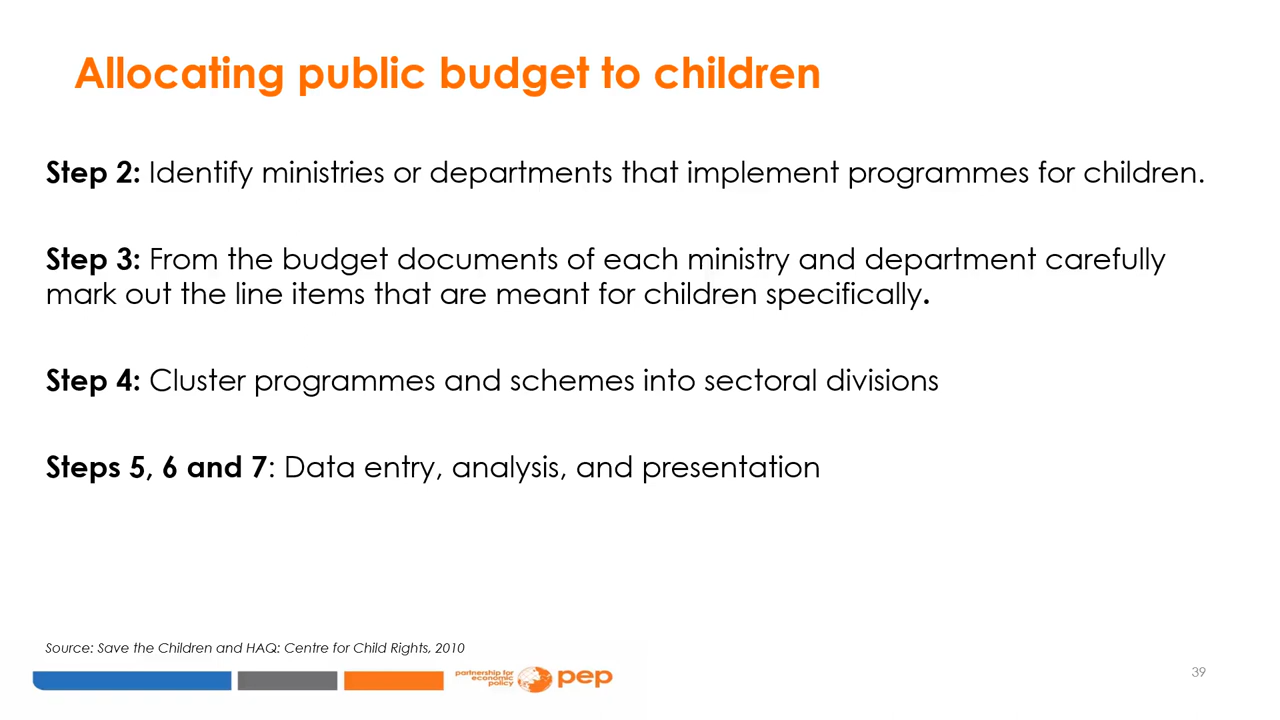 Allocating public budget to children
Step 2: Identify ministries or departments that implement programmes for children.
Step 3: From the budget documents of each ministry and department carefully
mark out the line items that are meant for children specifically.
Step 4: Cluster programmes and schemes into sectoral divisions
Steps 5, 6 and 7: Data entry, analysis, and presentation
Source: Save the Children and HAQ: Centre for Child Rights, 2010
partnership for
economic
policy
pep
39